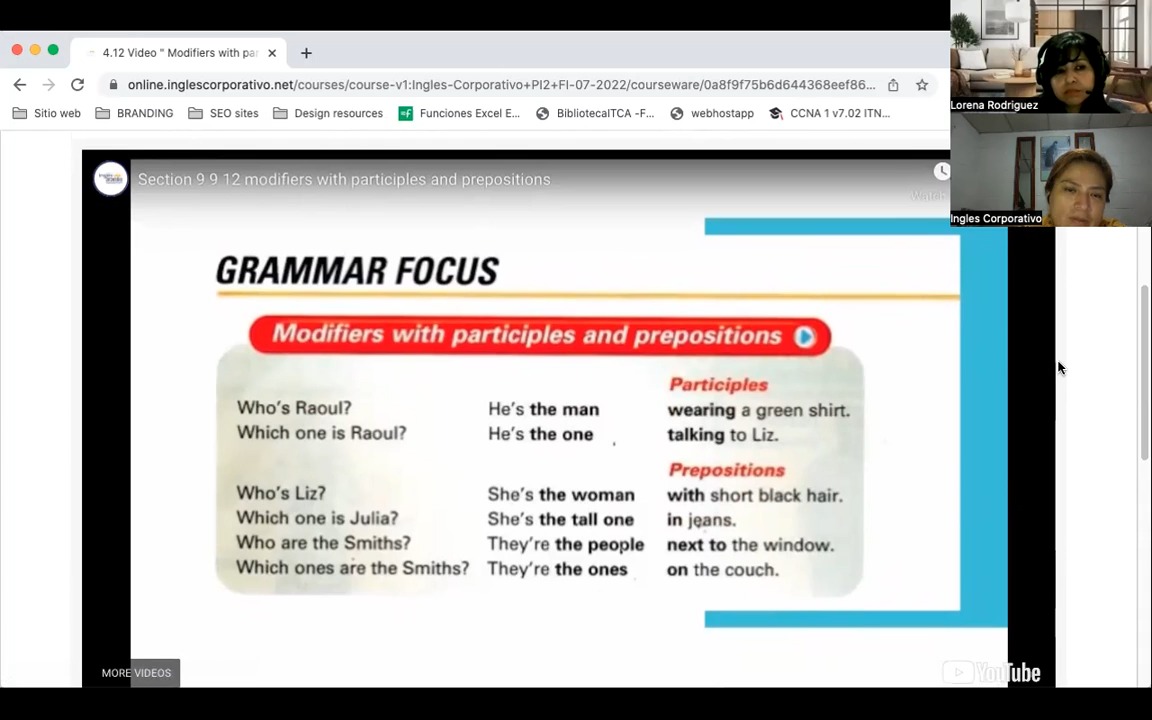 4.12 Video " Modifiers with par
online.inglescorporativo.net/courses/course-v1:Ingles-Corporativo+PI2+FI-07-2022/courseware/0a8f9f75b6d644368eef86...
Sitio web
BRANDING
SEO sites
Design resources
Funciones Excel E...
BibliotecaITCA -F...
webhostapp
CCNA 1 v7.02 ITN...
Lorena Rodriguez
Ingles Corporativo
Section 9 9 12 modifiers with participles and prepositions
Watch
GRAMMAR FOCUS
Modifiers with participles and prepositions
Participles
Who's Raoul? He's the man wearing a green shirt.
Which one is Raoul? He's the one talking to Liz.
Prepositions
Who's Liz? She's the woman with short black hair.
Which one is Julia? She's the tall one in jeans.
Who are the Smiths? They're the people next to the window.
Which ones are the Smiths? They're the ones on the couch.
MORE VIDEOS
YouTube